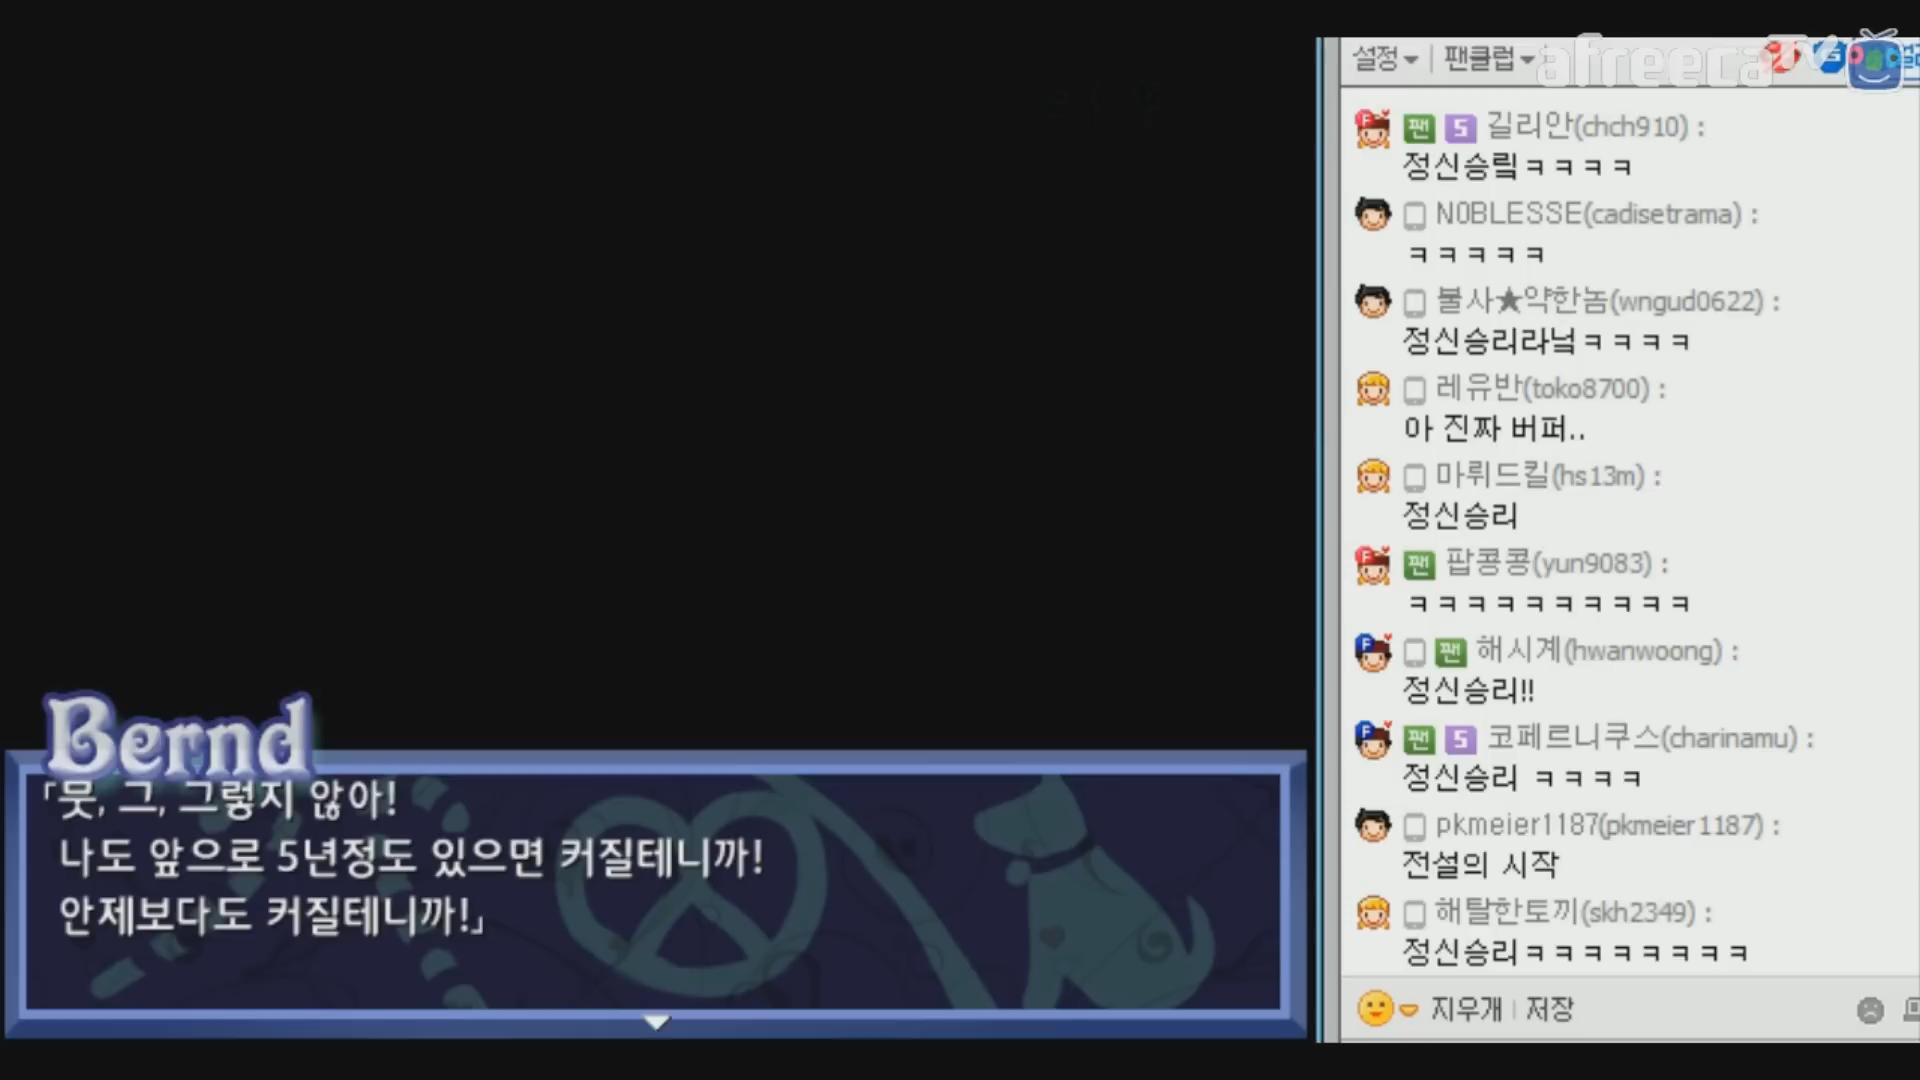 afreecaTV
설정
팬클럽
팬 5 길리안(chch910) :
정신승맄ㅋㅋㅋㅋ
N0BLESSE(cadisetrama) :
ㅋㅋㅋㅋㅋ
불사★약한놈(wngud0622) :
정신승리라닠ㅋㅋㅋㅋ
레유반(toko8700) :
아 진짜 버퍼..
마뤼드킬(hs13m) :
정신승리
팬 팝콩콩(yun9083) :
ㅋㅋㅋㅋㅋㅋㅋㅋㅋㅋ
팬 해시계(hwanwoong) :
정신승리!!
팬 5 코페르니쿠스(charinamu) :
정신승리 ㅋㅋㅋㅋ
pkmeier1187(pkmeier1187) :
전설의 시작
해탈한토끼(skh2349) :
정신승리ㅋㅋㅋㅋㅋㅋㅋㅋ
지우개 | 저장
Bernd
「뭇, 그, 그렇지 않아!
나도 앞으로 5년정도 있으면 커질테니까!
안제보다도 커질테니까!」